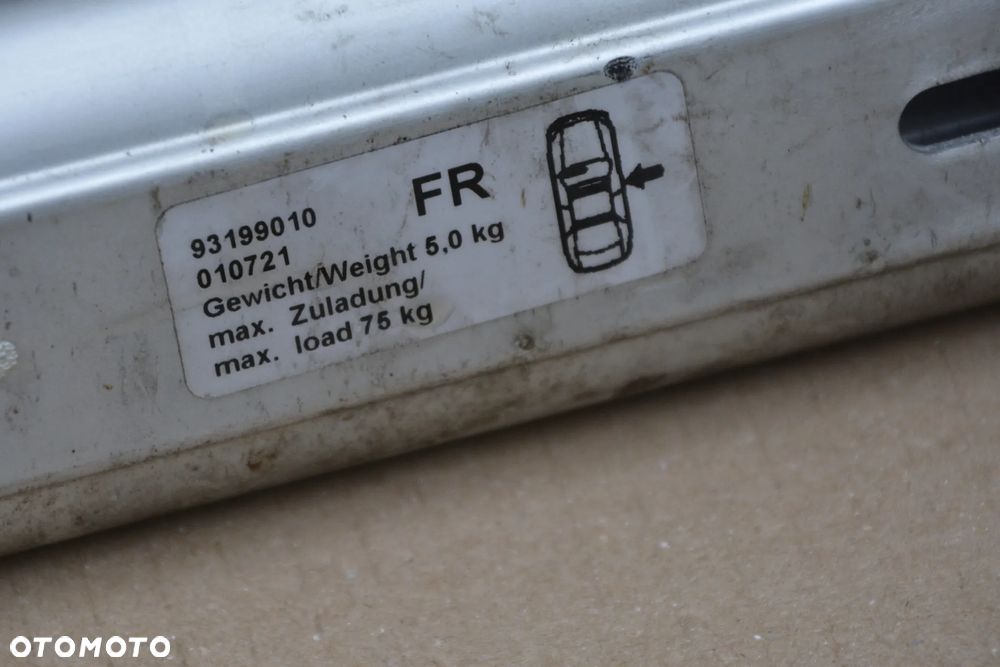 93199010
FR
010721
Gewicht/Weight 5,0 kg
max. Zuladung/
max. load 75 kg
OTOMOTO